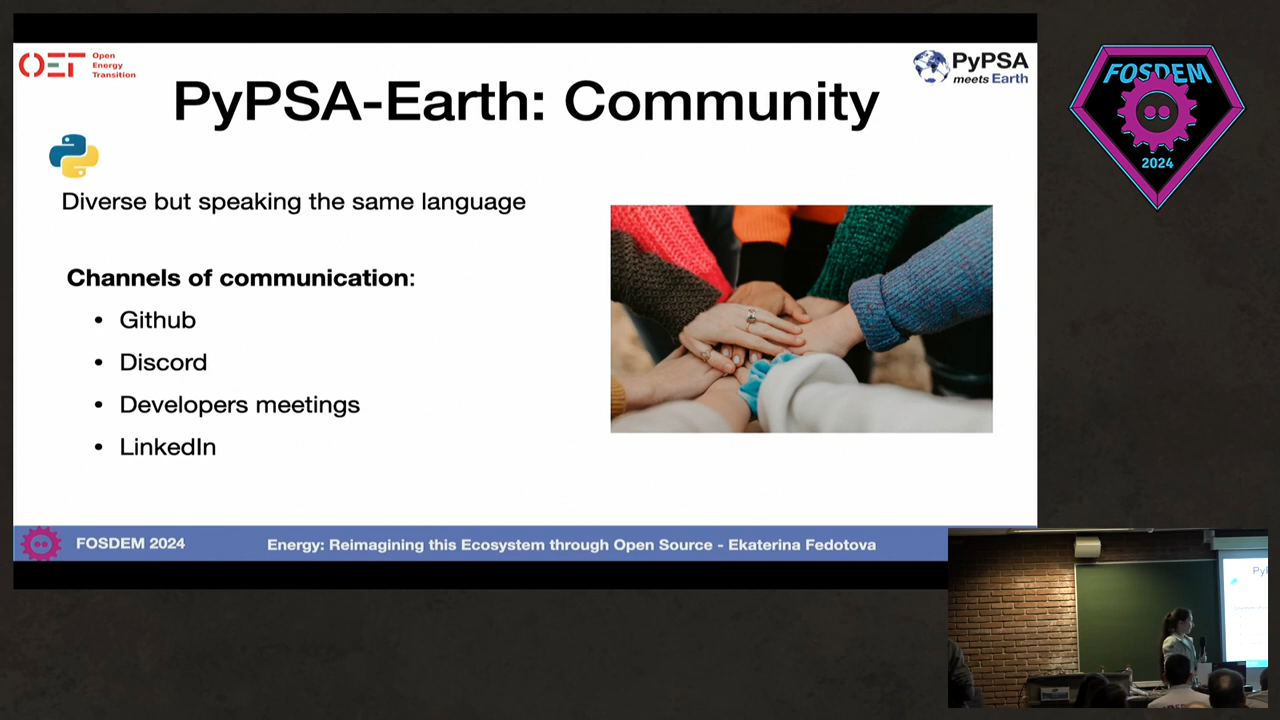 OET Open
Energy
Transition
PyPSA
meets Earth
PyPSA-Earth: Community
Diverse but speaking the same language
Channels of communication:
• Github
• Discord
• Developers meetings
• LinkedIn
FOSDEM 2024
Energy: Reimagining this Ecosystem through Open Source - Ekaterina Fedotova
FOSDEM
2024